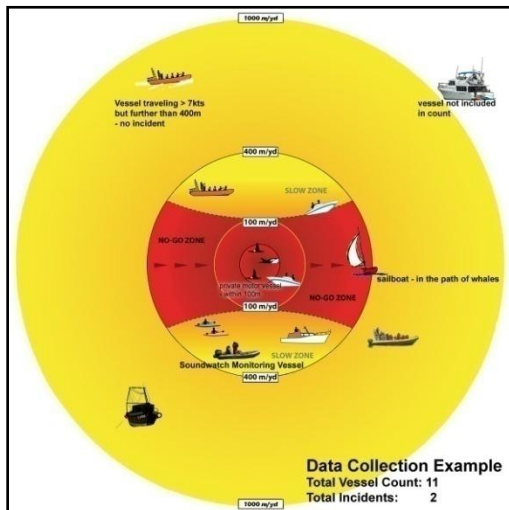 1000 m/yd
Vessel traveling > 7kts
but further than 400m
- no incident
vessel not included
in count
400 m/yd
SLOW ZONE
100 m/yd
NO-GO ZONE
private motor vessel
within 100m
sailboat - in the path of whales
NO-GO ZONE
100 m/yd
SLOW ZONE
Soundwatch Monitoring Vessel
400 m/yd
Data Collection Example
Total Vessel Count: 11
Total Incidents: 2
1000 m/yd